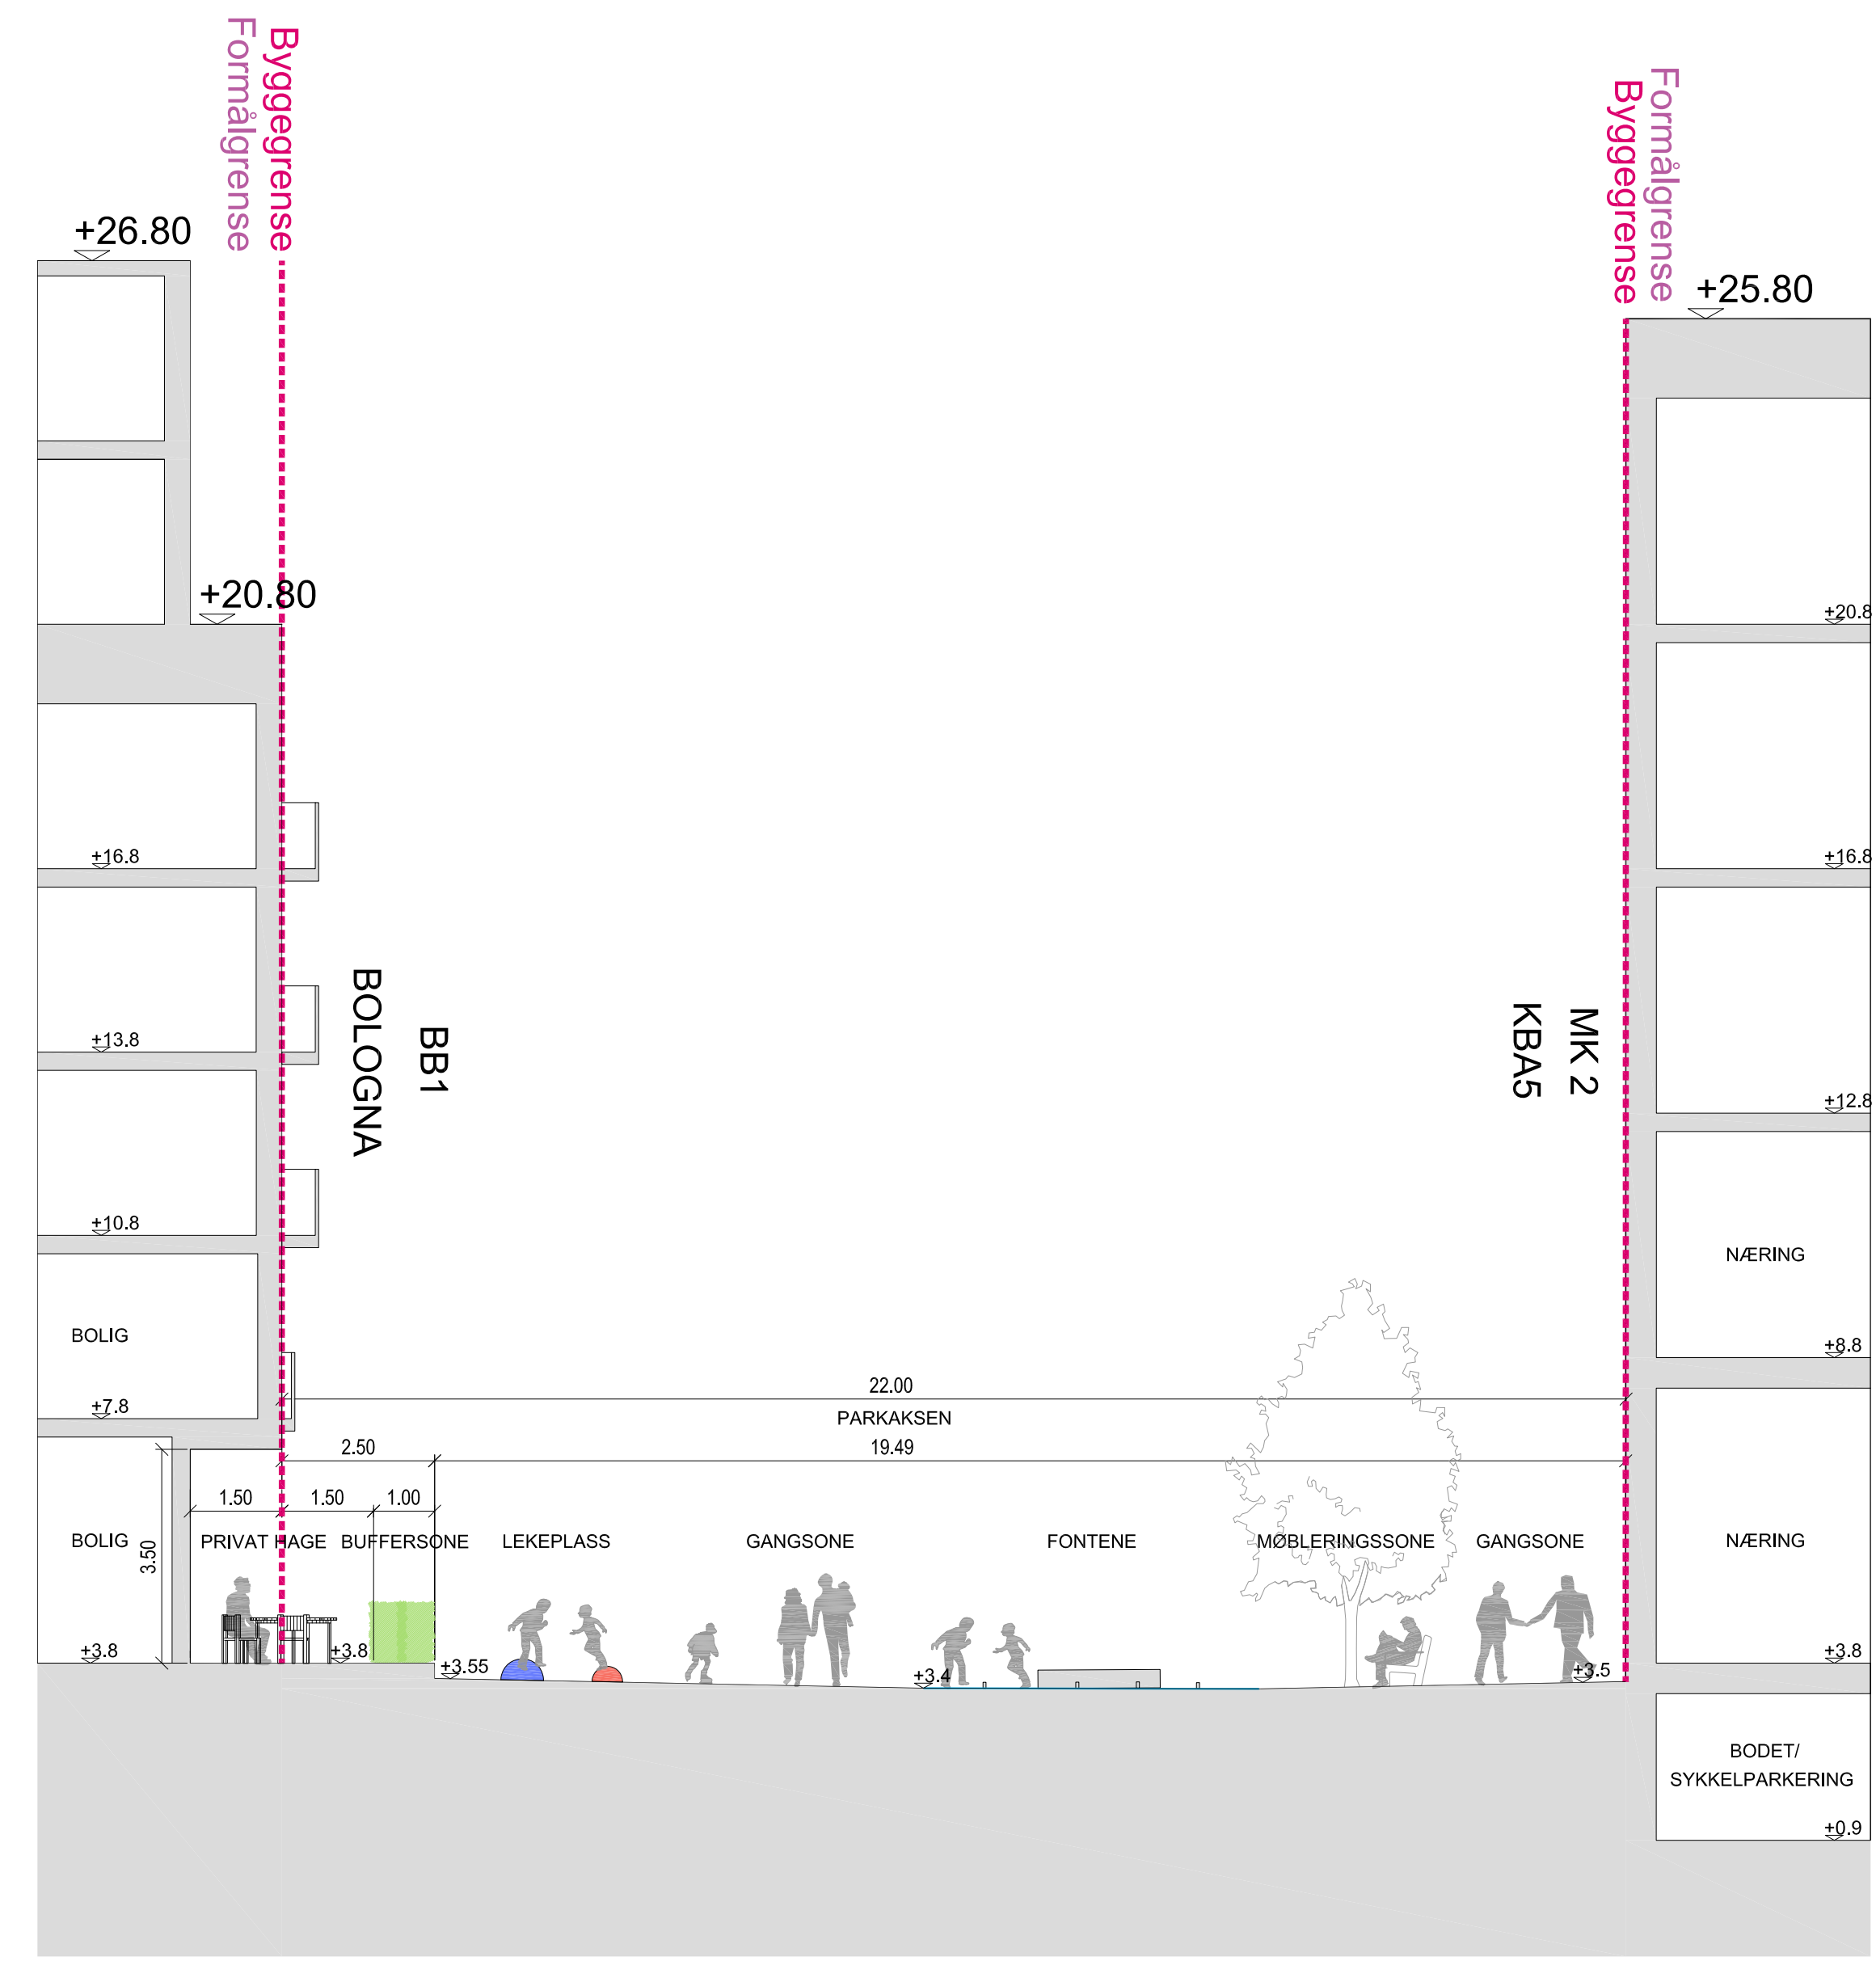 Formålgrense
Byggegrense
Byggegrense
Formålgrense
+26.80
+25.80
+20.80
+20.8
+16.8
+16.8
BOLOGNA
BB1
KBA5
MK 2
+13.8
+12.8
+10.8
NÆRING
BOLIG
+8.8
+7.8
22.00
PARKAKSEN
2.50
19.49
1.50
1.50
1.00
3.50
BOLIG
PRIVAT HAGE
BUFFERSONE
LEKEPLASS
GANGSONE
FONTENE
MØBLERINGSSONE
GANGSONE
NÆRING
+3.8
+3.8
+3.55
+3.4
+3.5
+3.8
BODET/
SYKKELPARKERING
+0.9